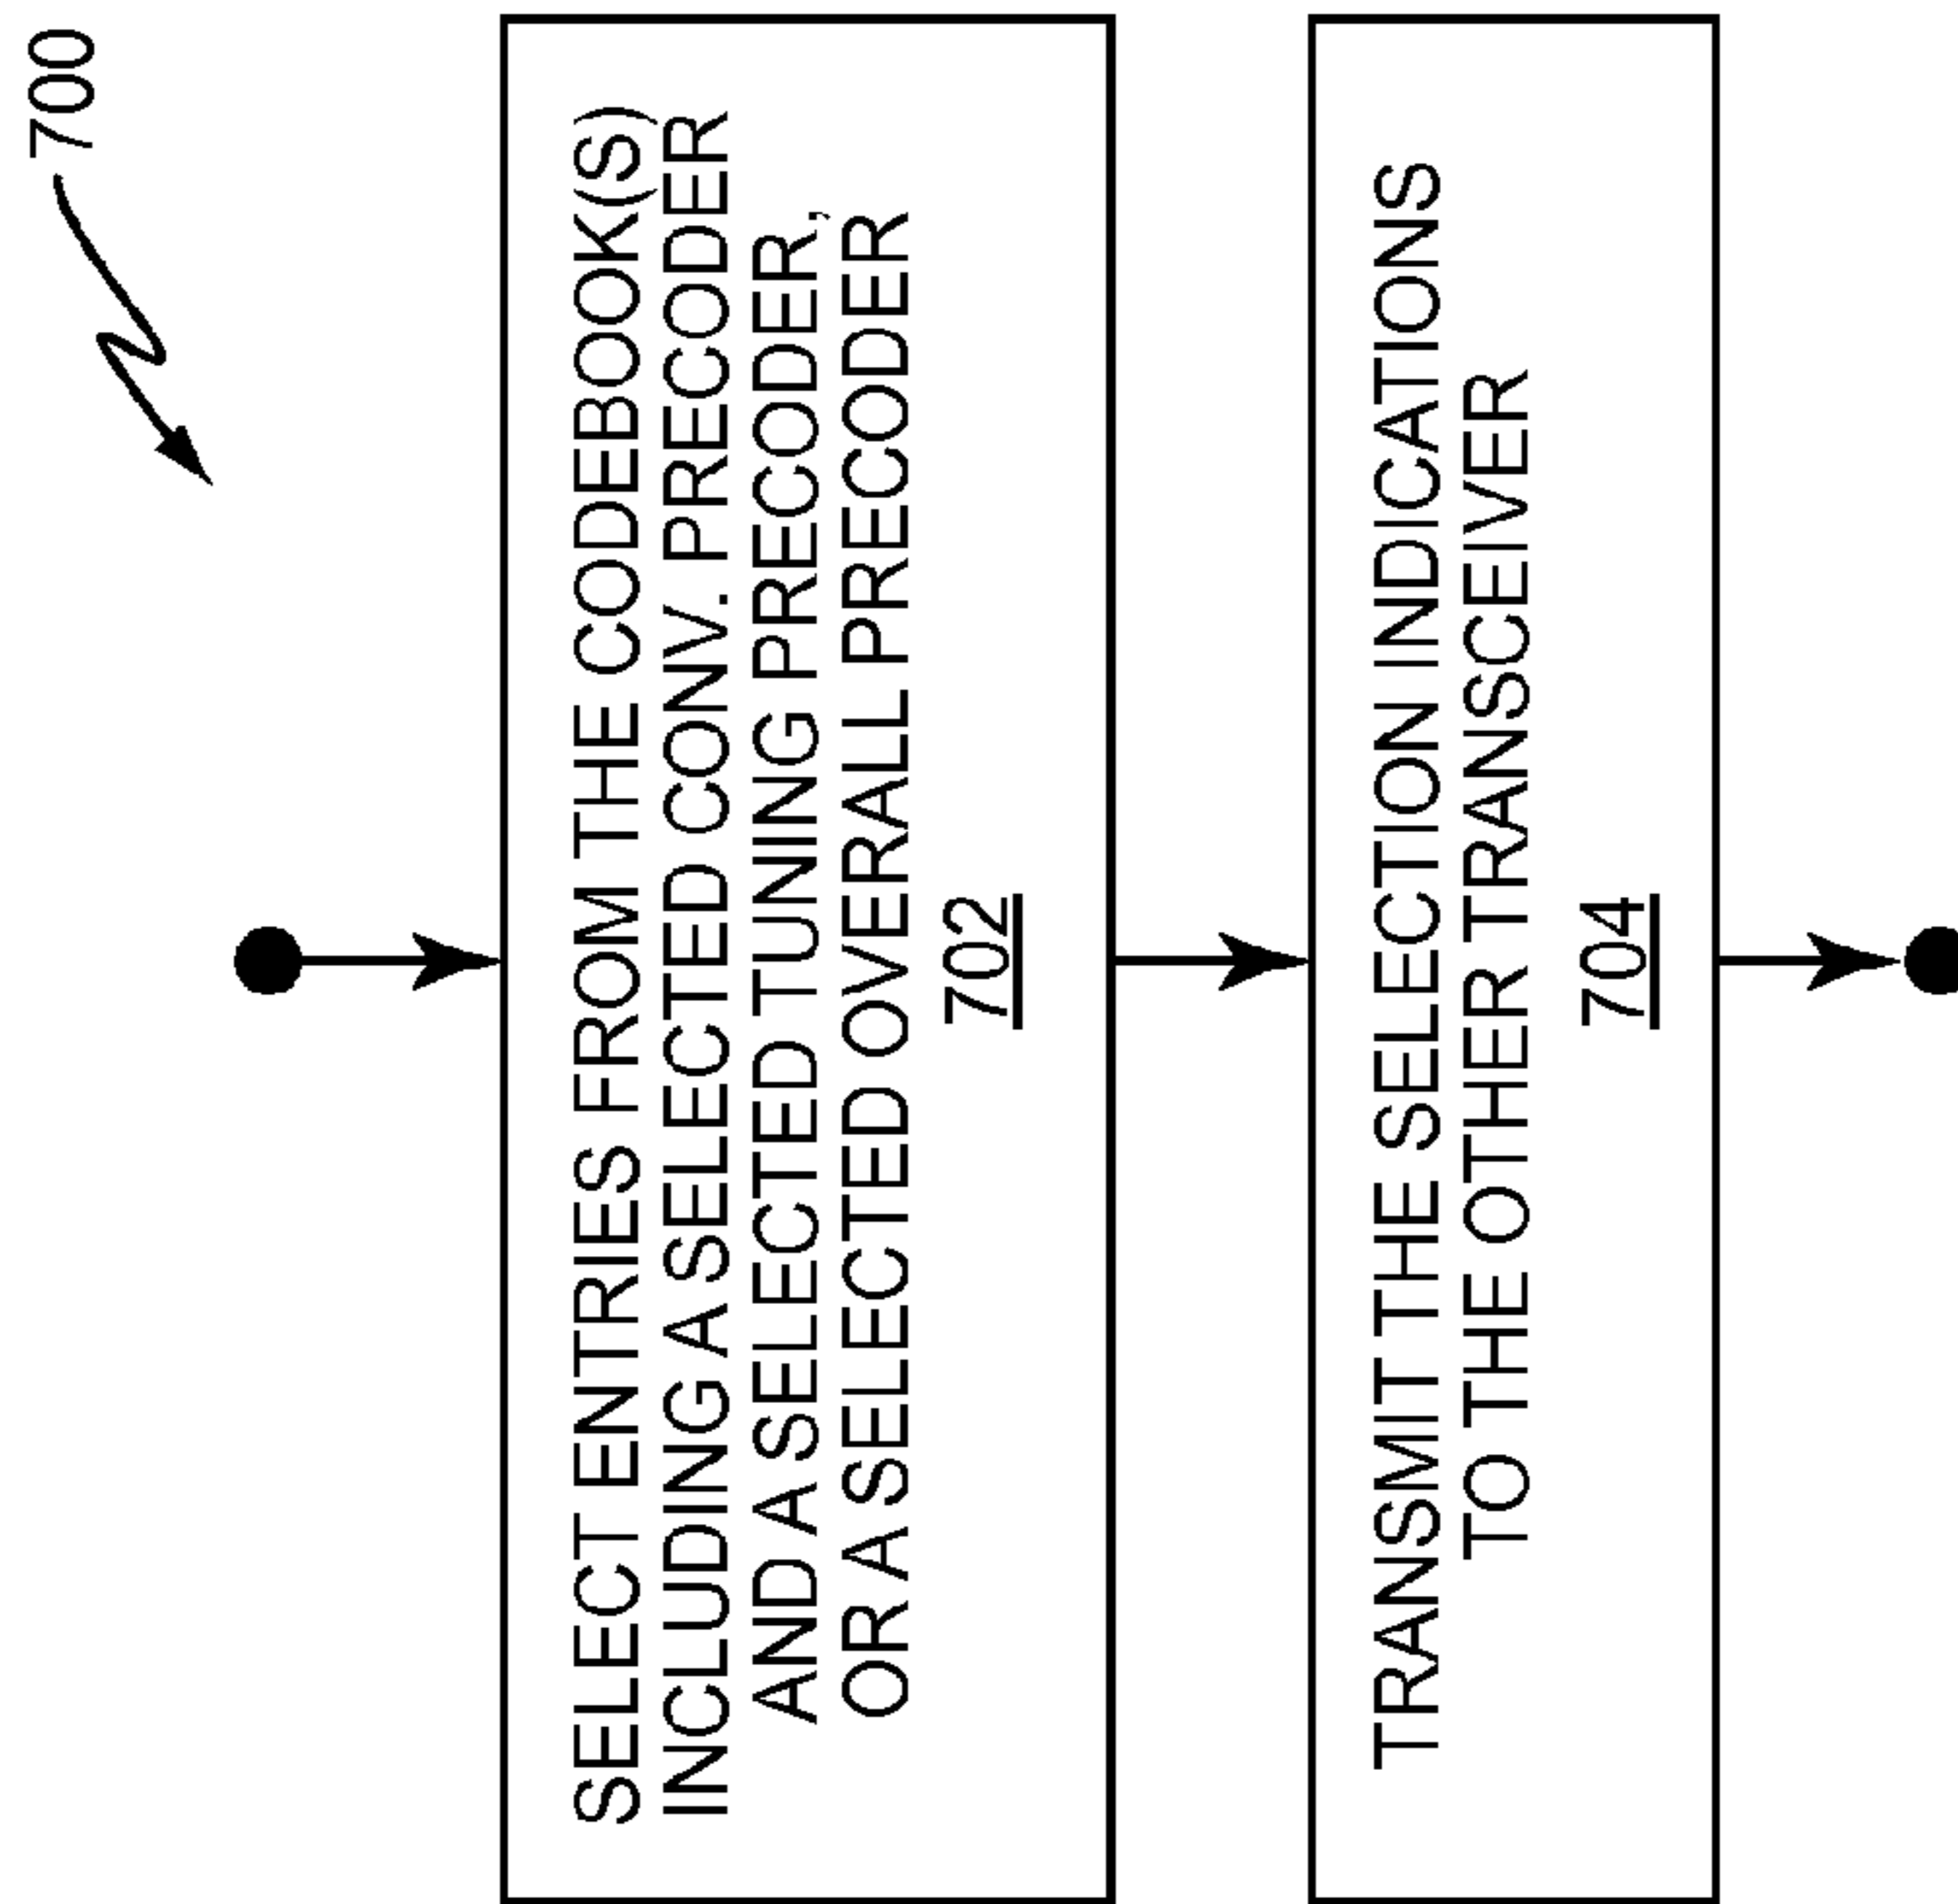 700
SELECT ENTRIES FROM THE CODEBOOK(S)
INCLUDING A SELECTED CONV. PRECODER
AND A SELECTED TUNING PRECODER,
OR A SELECTED OVERALL PRECODER
702
TRANSMIT THE SELECTION INDICATIONS
TO THE OTHER TRANSCEIVER
704